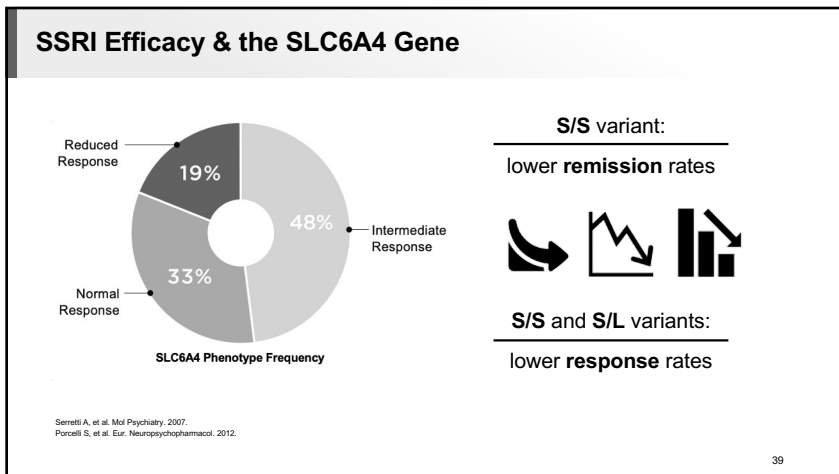 SSRI Efficacy & the SLC6A4 Gene
Reduced
Response
19%
48%
Intermediate
Response
33%
Normal
Response
SLC6A4 Phenotype Frequency
S/S variant:
lower remission rates
S/S and S/L variants:
lower response rates
Serretti A, et al. Mol Psychiatry. 2007.
Porcelli S, et al. Eur. Neuropsychopharmacol. 2012.
39